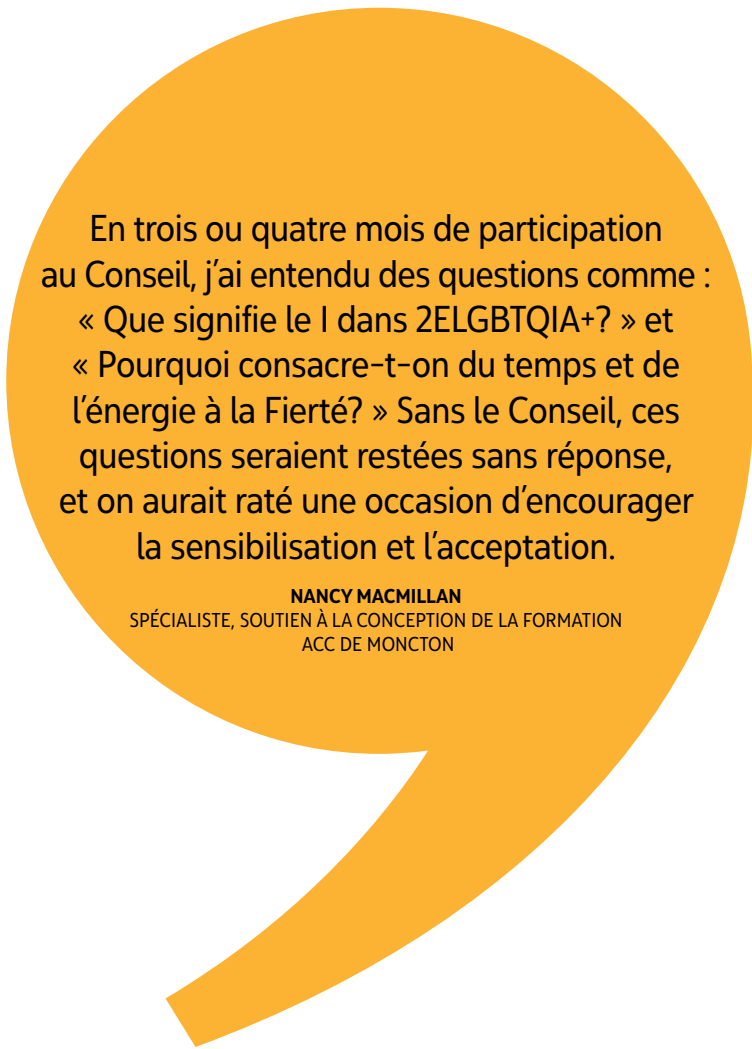 En trois ou quatre mois de participation
au Conseil, j’ai entendu des questions comme :
« Que signifie le I dans 2ELGBTQIA+? » et
« Pourquoi consacre-t-on du temps et de
l’énergie à la Fierté? » Sans le Conseil, ces
questions seraient restées sans réponse,
et on aurait raté une occasion d’encourager
la sensibilisation et l’acceptation.
NANCY MACMILLAN
SPÉCIALISTE, SOUTIEN À LA CONCEPTION DE LA FORMATION
ACC DE MONCTON